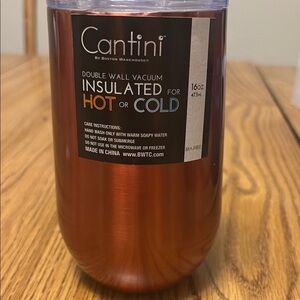 Cantini
BY BOSTON WAREHOUSE®
DOUBLE WALL VACUUM
INSULATED FOR
HOT OR COLD
16oz
473ml
CARE INSTRUCTIONS:
HAND WASH ONLY WITH WARM SOAPY WATER
DO NOT SOAK OR SUBMERGE
DO NOT USE IN THE MICROWAVE OR FREEZER
MADE IN CHINA www.BWTC.com